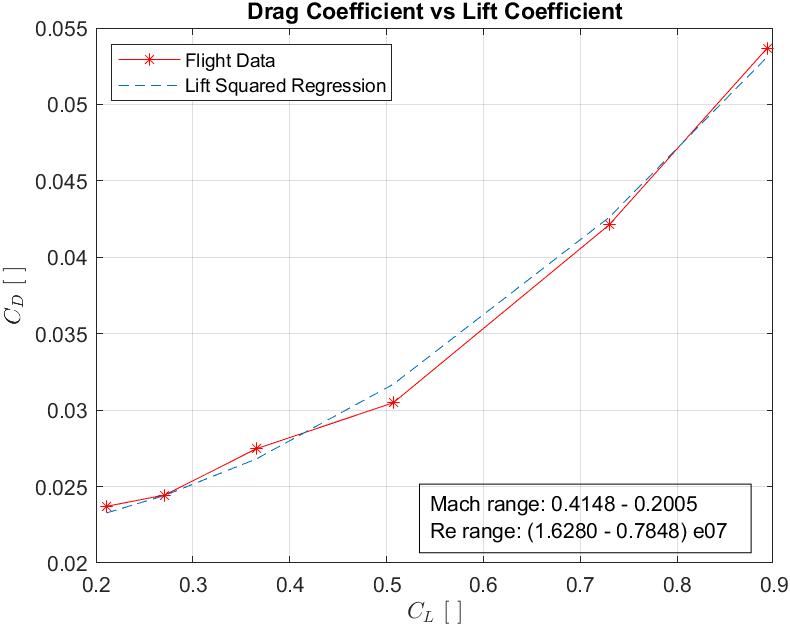 Drag Coefficient vs Lift Coefficient
Flight Data
Lift Squared Regression
0.055
0.05
0.045
0.04
0.035
0.03
0.025
0.02
C_D [ ]
Mach range: 0.4148 - 0.2005
Re range: (1.6280 - 0.7848) e07
0.2 0.3 0.4 0.5 0.6 0.7 0.8 0.9
C_L [ ]